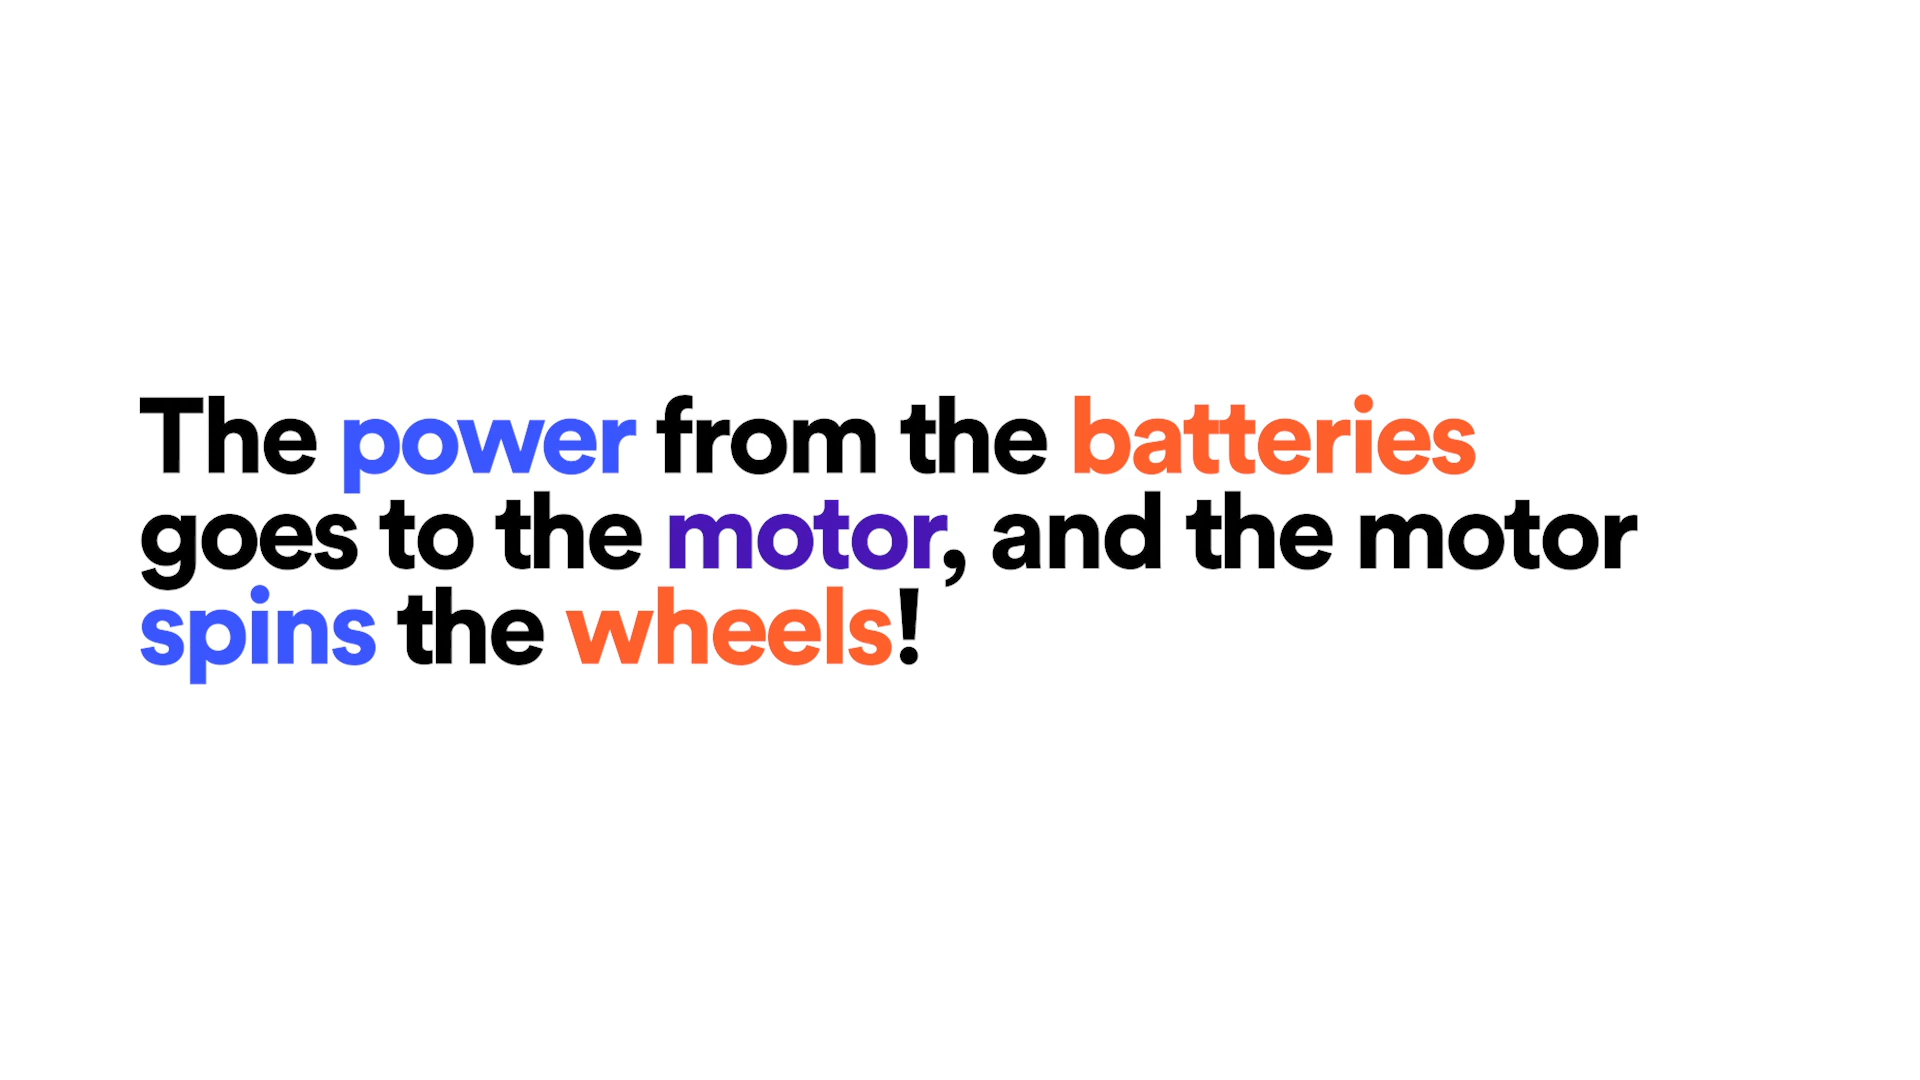 The power from the batteries
goes to the motor, and the motor
spins the wheels!